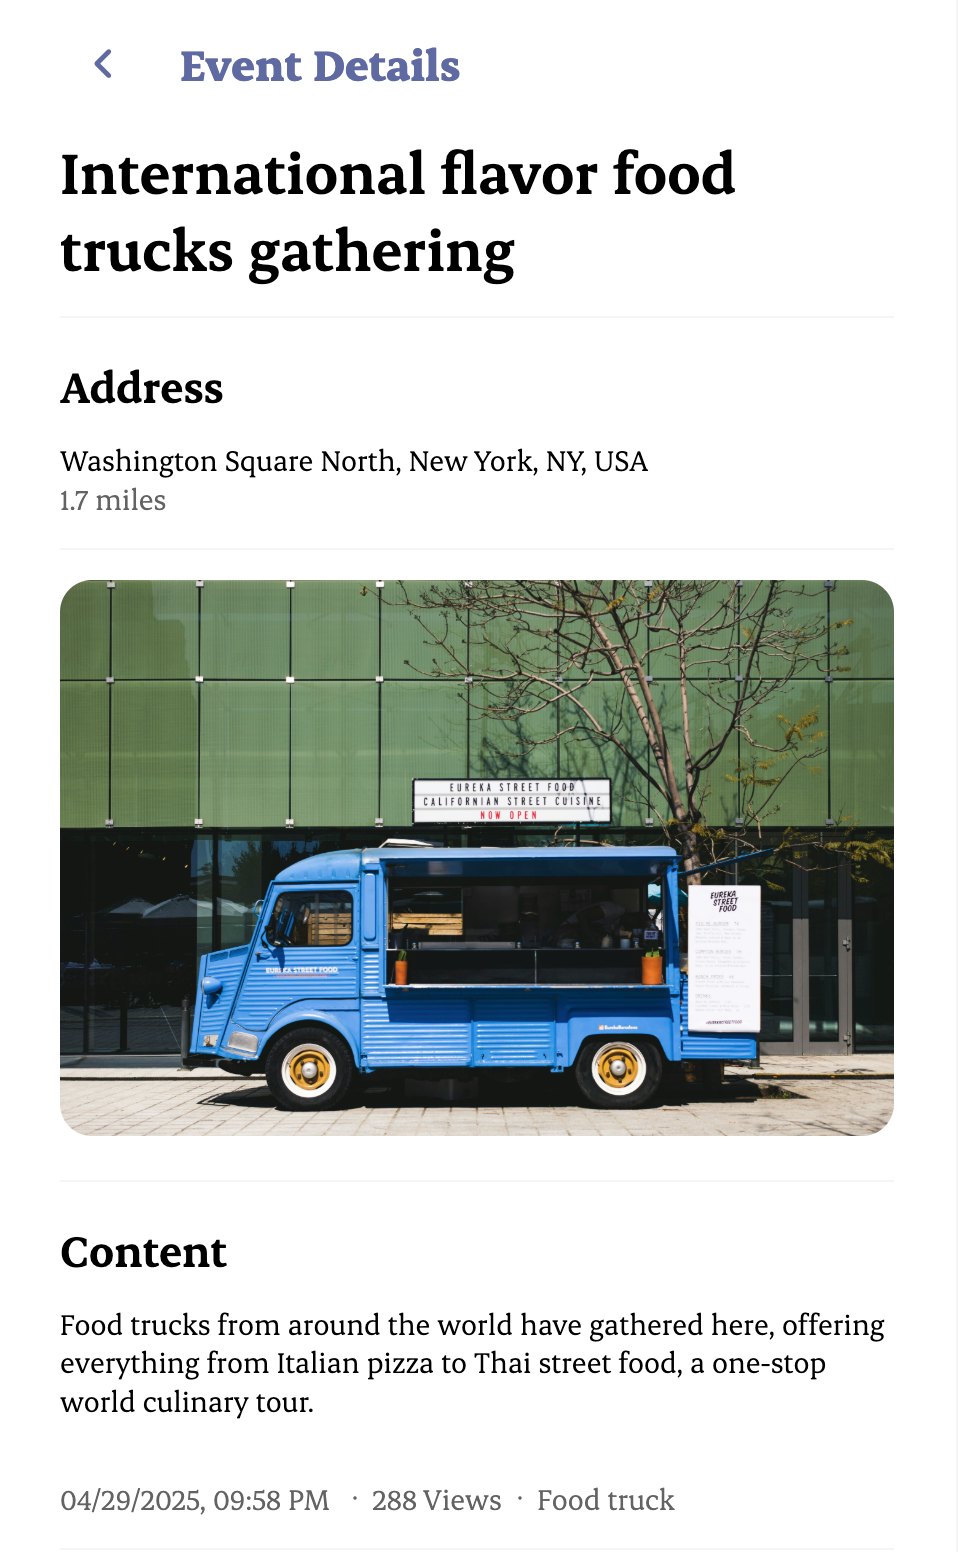 Event Details
International flavor food
trucks gathering
Address
Washington Square North, New York, NY, USA
1.7 miles
EUREKA STREET FOOD
CALIFORNIAN STREET CUISINE
NOW OPEN
EUREKA
STREET
FOOD
EUREKA STREET FOOD
Content
Food trucks from around the world have gathered here, offering
everything from Italian pizza to Thai street food, a one-stop
world culinary tour.
04/29/2025, 09:58 PM · 288 Views · Food truck